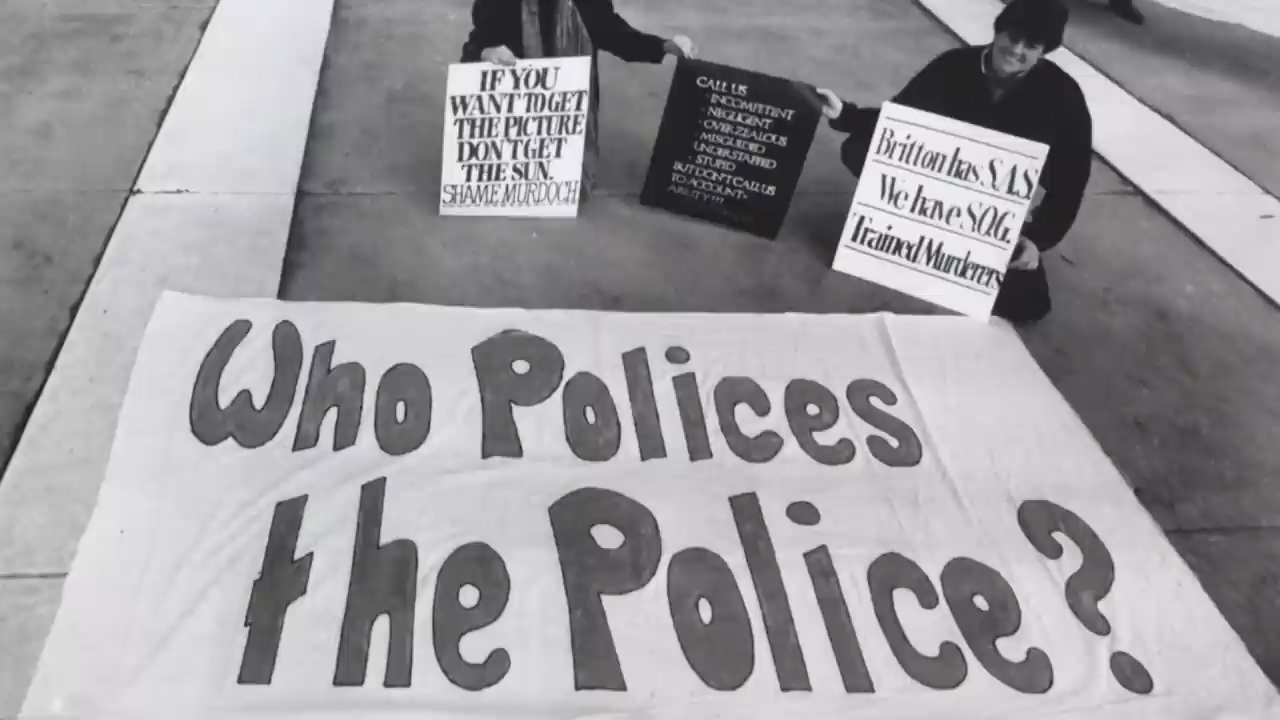 IF YOU
WANT TO GET
THE PICTURE
DON'T GET
THE SUN.
SHAME MURDOCH
CALL US
· INCOMPETENT
· NEGLIGENT
· OVERZEALOUS
· MISGUIDED
UNDERSTAFFED
· STUPID
BUT DON'T CALL US
TO ACCOUNT-
ABILITY!!!
Britton has S.A.S
We have S.O.G.
Trained Murderers
Who Polices
the Police?